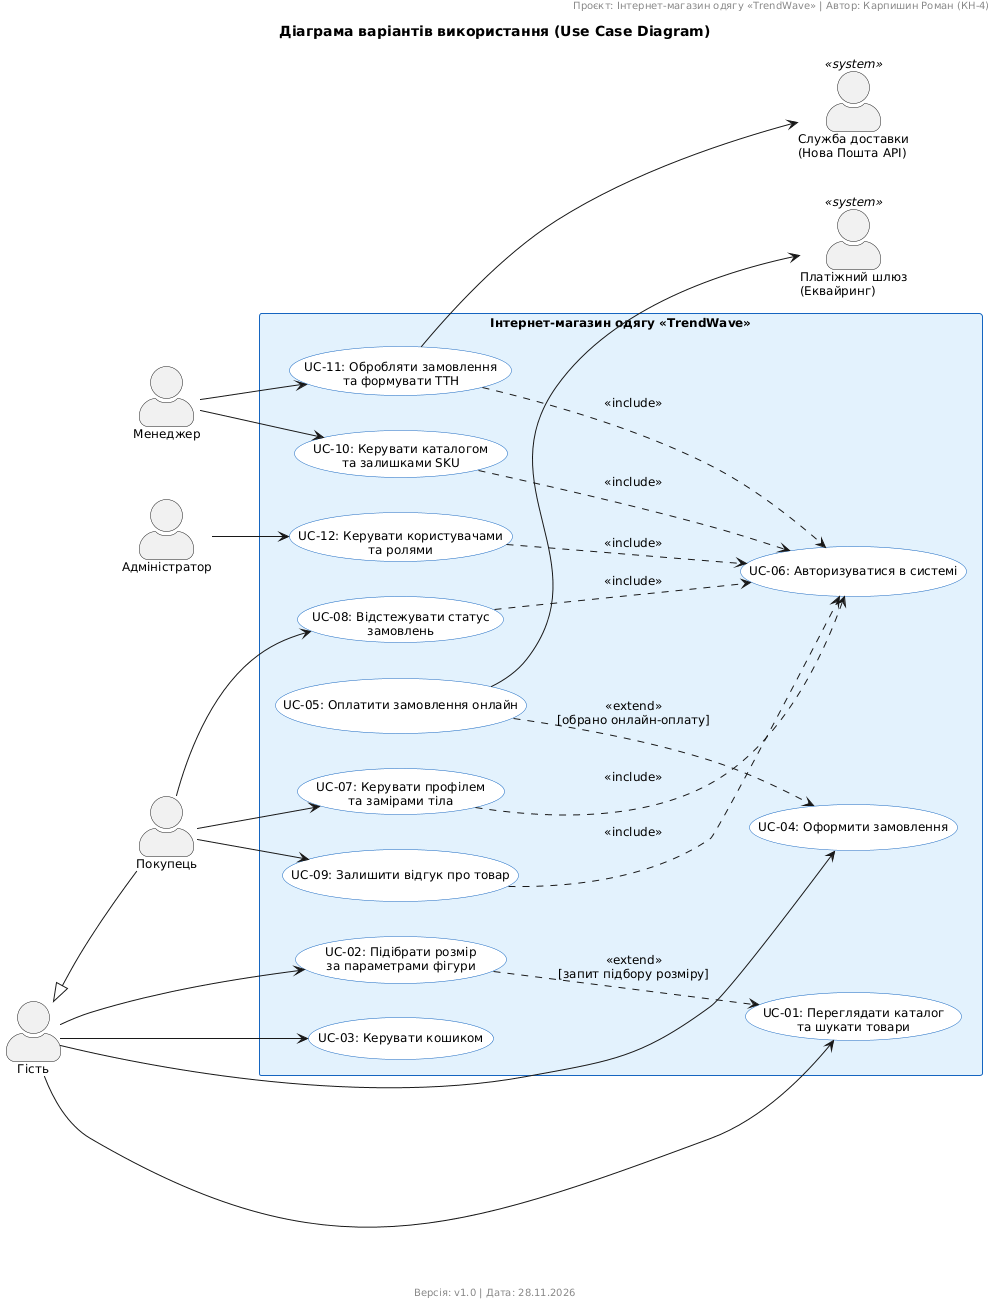 Проєкт: Інтернет-магазин одягу «TrendWave» | Автор: Карпишин Роман (КН-4)
Діаграма варіантів використання (Use Case Diagram)
«system»
Служба доставки
(Нова Пошта API)
«system»
Платіжний шлюз
(Еквайринг)
Інтернет-магазин одягу «TrendWave»
UC-11: Обробляти замовлення
та формувати ТТН
«include»
Менеджер
UC-10: Керувати каталогом
та залишками SKU
«include»
Адміністратор
UC-12: Керувати користувачами
та ролями
«include»
UC-06: Авторизуватися в системі
«include»
UC-08: Відстежувати статус
замовлень
UC-05: Оплатити замовлення онлайн
«extend»
[обрано онлайн-оплату]
UC-07: Керувати профілем
та замірами тіла
«include»
UC-04: Оформити замовлення
«include»
Покупець
UC-09: Залишити відгук про товар
UC-02: Підібрати розмір
за параметрами фігури
«extend»
[запит підбору розміру]
UC-01: Переглядати каталог
та шукати товари
UC-03: Керувати кошиком
Гість
Версія: v1.0 | Дата: 28.11.2026